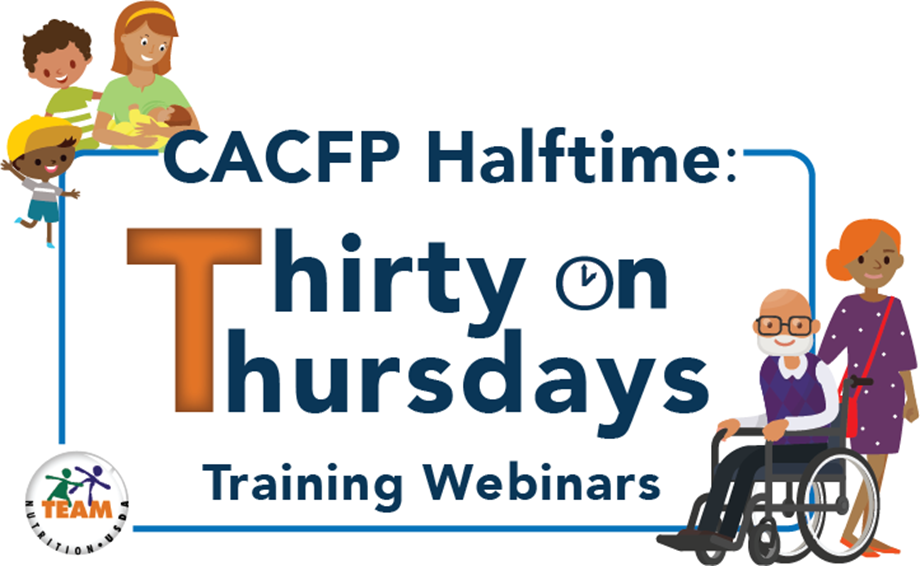 CACFP Halftime:
Thirty on
Thursdays
Training Webinars
TEAM
NUTRITION • USDA